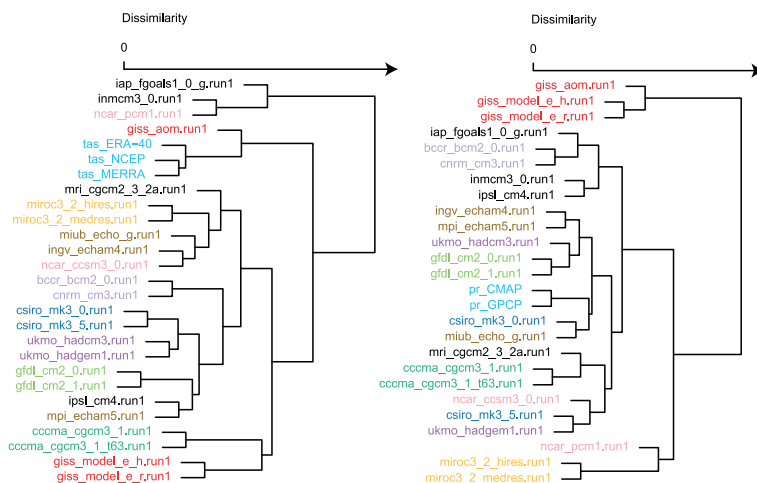 Dissimilarity
0
iap_fgoals1_0_g.run1
inmcm3_0.run1
ncar_pcm1.run1
giss_aom.run1
tas_ERA−40
tas_NCEP
tas_MERRA
mri_cgcm2_3_2a.run1
miroc3_2_hires.run1
miroc3_2_medres.run1
miub_echo_g.run1
ingv_echam4.run1
ncar_ccsm3_0.run1
bccr_bcm2_0.run1
cnrm_cm3.run1
csiro_mk3_0.run1
csiro_mk3_5.run1
ukmo_hadcm3.run1
ukmo_hadgem1.run1
gfdl_cm2_0.run1
gfdl_cm2_1.run1
ipsl_cm4.run1
mpi_echam5.run1
cccma_cgcm3_1.run1
cccma_cgcm3_1_t63.run1
giss_model_e_h.run1
giss_model_e_r.run1
Dissimilarity
0
giss_aom.run1
giss_model_e_h.run1
giss_model_e_r.run1
iap_fgoals1_0_g.run1
bccr_bcm2_0.run1
cnrm_cm3.run1
inmcm3_0.run1
ipsl_cm4.run1
ingv_echam4.run1
mpi_echam5.run1
ukmo_hadcm3.run1
gfdl_cm2_0.run1
gfdl_cm2_1.run1
pr_CMAP
pr_GPCP
csiro_mk3_0.run1
miub_echo_g.run1
mri_cgcm2_3_2a.run1
cccma_cgcm3_1.run1
cccma_cgcm3_1_t63.run1
ncar_ccsm3_0.run1
csiro_mk3_5.run1
ukmo_hadgem1.run1
ncar_pcm1.run1
miroc3_2_hires.run1
miroc3_2_medres.run1